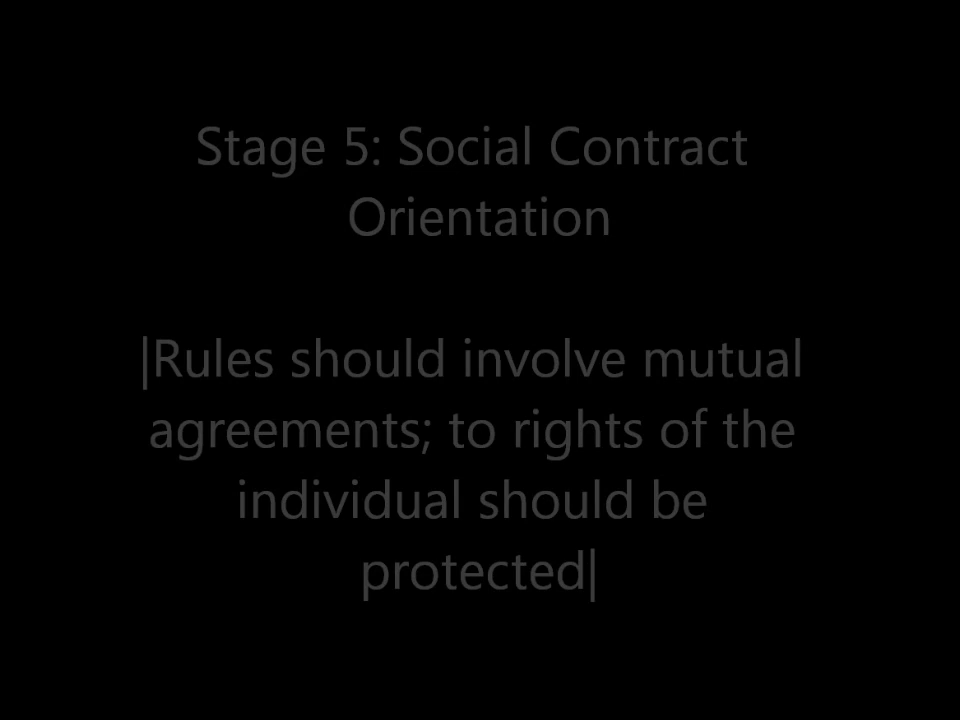 Stage 5: Social Contract
Orientation
|Rules should involve mutual
agreements; to rights of the
individual should be
protected|